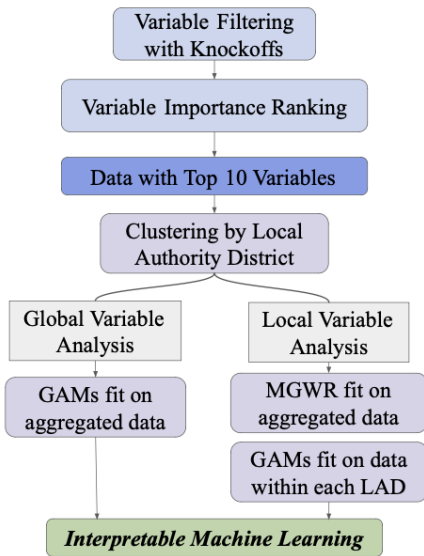 Variable Filtering
with Knockoffs
Variable Importance Ranking
Data with Top 10 Variables
Clustering by Local
Authority District
Global Variable
Analysis
GAMs fit on
aggregated data
Local Variable
Analysis
MGWR fit on
aggregated data
GAMs fit on data
within each LAD
Interpretable Machine Learning